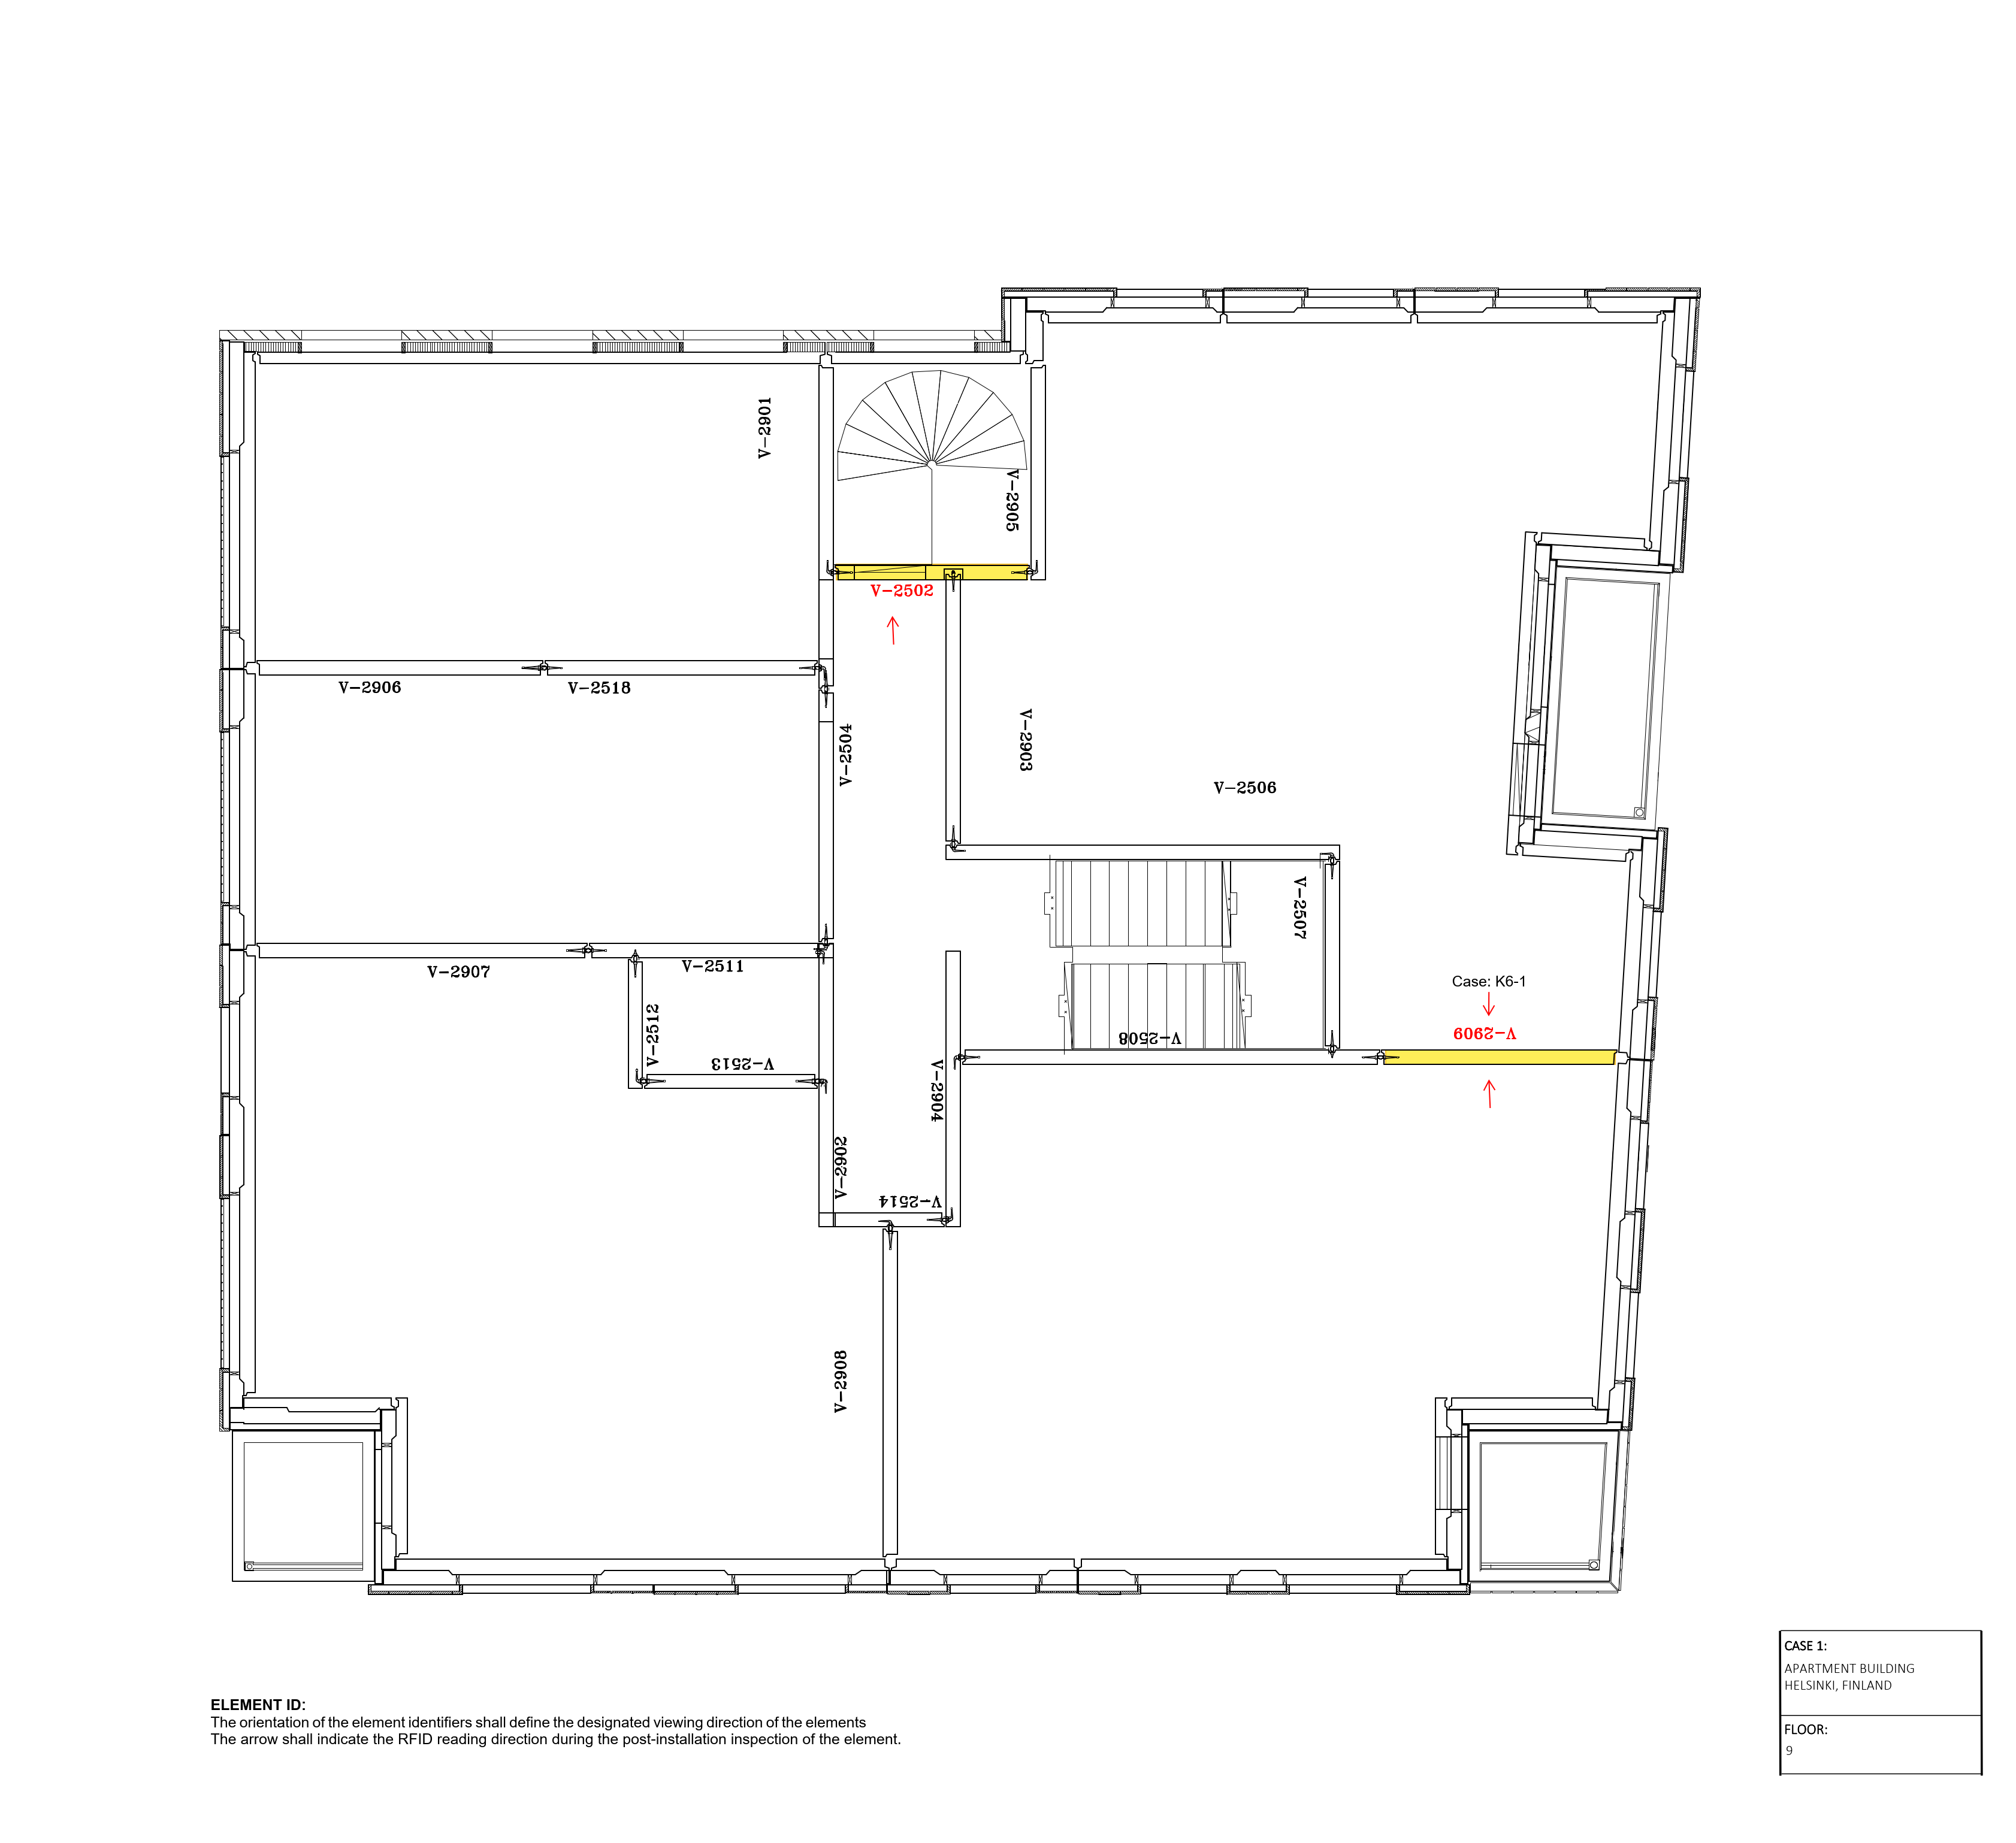 V-2901
V-2905
V-2502
V-2906
V-2518
V-2504
V-2903
V-2506
V-2507
V-2907
V-2511
Case: K6-1
V-2512
V-2508
V-2909
V-2513
V-2904
V-2902
V-2514
V-2908
CASE 1:
APARTMENT BUILDING
HELSINKI, FINLAND
ELEMENT ID:
The orientation of the element identifiers shall define the designated viewing direction of the elements
The arrow shall indicate the RFID reading direction during the post-installation inspection of the element.
FLOOR:
9